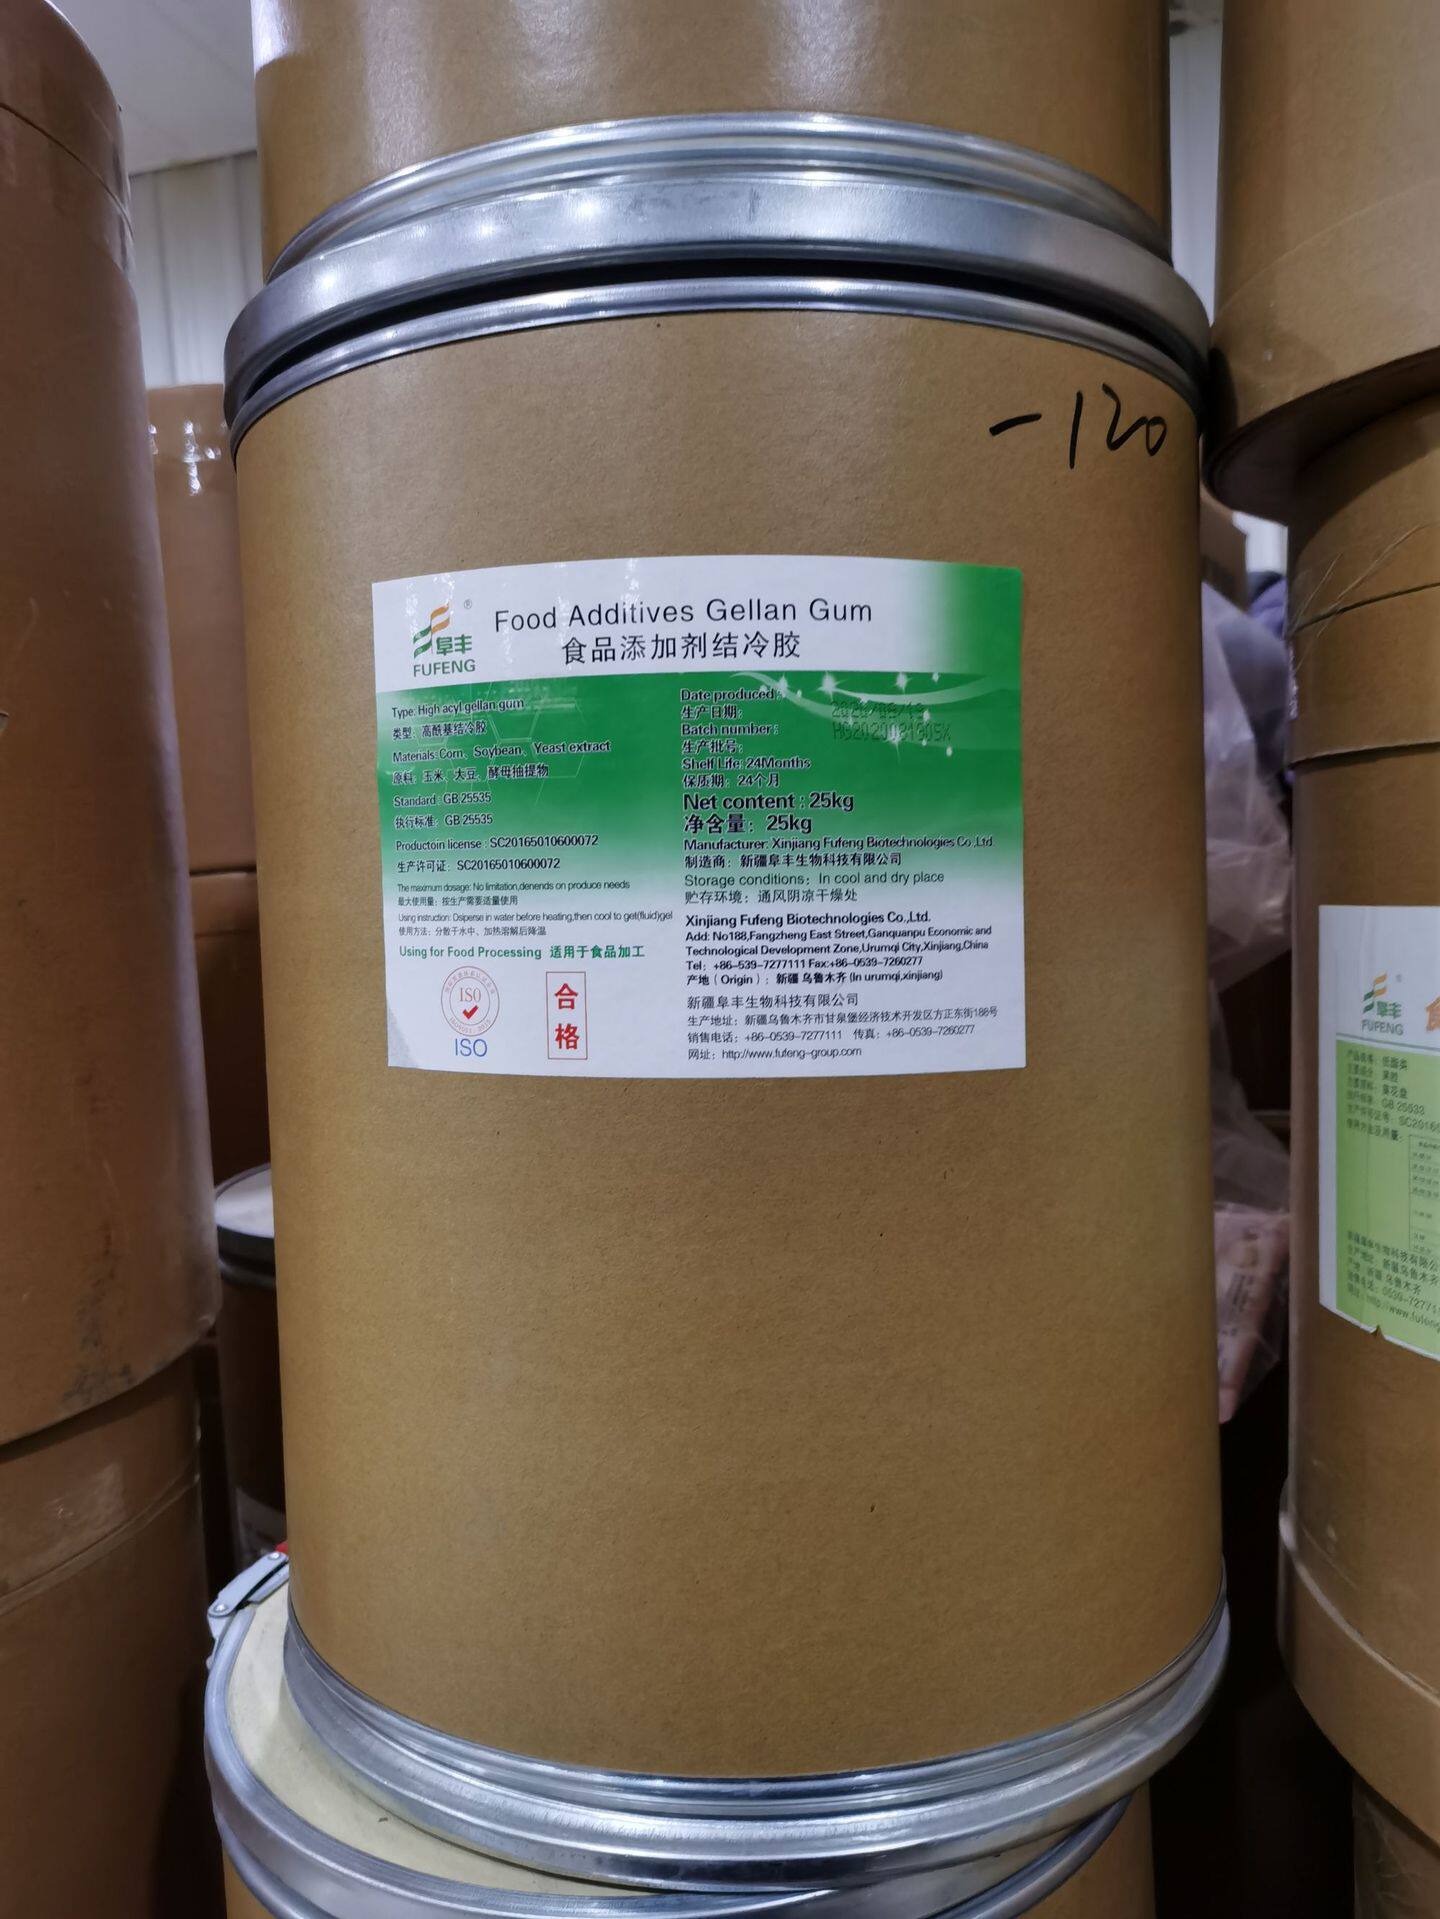 -120
阜丰®
FUFENG
Food Additives Gellan Gum
食品添加剂结冷胶
Type: High acyl gellan gum
类型: 高酰基结冷胶
Materials: Corn、Soybean、Yeast extract
原料: 玉米、大豆、酵母抽提物
Standard : GB 25535
执行标准: GB 25535
Productoin license : SC20165010600072
生产许可证: SC20165010600072
The maximum dosage: No limitation,denends on produce needs
最大使用量: 按生产需要适量使用
Using instruction: Dsiperse in water before heating,then cool to get(fluid)gel
使用方法: 分散于水中、加热溶解后降温
Using for Food Processing 适用于食品加工
ISO
ISO
合格
Date produced :
生产日期:
Batch number :
生产批号:
Shelf Life: 24Months
保质期: 24个月
Net content : 25kg
净含量: 25kg
Manufacturer: Xinjiang Fufeng Biotechnologies Co.,Ltd.
制造商: 新疆阜丰生物科技有限公司
Storage conditions: In cool and dry place
贮存环境: 通风阴凉干燥处
Xinjiang Fufeng Biotechnologies Co.,Ltd.
Add: No188,Fangzheng East Street,Ganquanpu Economic and
Technological Development Zone,Urumqi City,Xinjiang,China
Tel: +86-539-7277111 Fax:+86-0539-7260277
产地（Origin）: 新疆 乌鲁木齐 (In urumqi,xinjiang)
新疆阜丰生物科技有限公司
生产地址: 新疆乌鲁木齐市甘泉堡经济技术开发区方正东街188号
销售电话: +86-0539-7277111 传真: +86-0539-7260277
网址: http://www.fufeng-group.com
阜丰
FUFENG
GB 25533